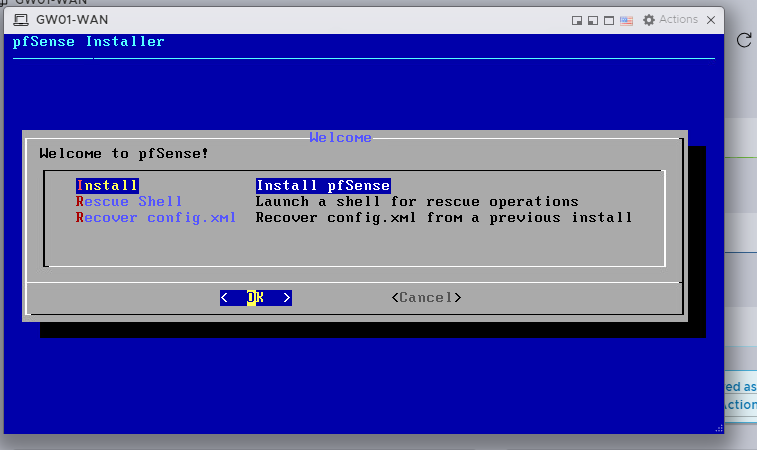 GW01-WAN
GW01-WAN
Actions
pfSense Installer
Welcome
Welcome to pfSense!
Install Install pfSense
Rescue Shell Launch a shell for rescue operations
Recover config.xml Recover config.xml from a previous install
< OK > <Cancel>
ed as
ction